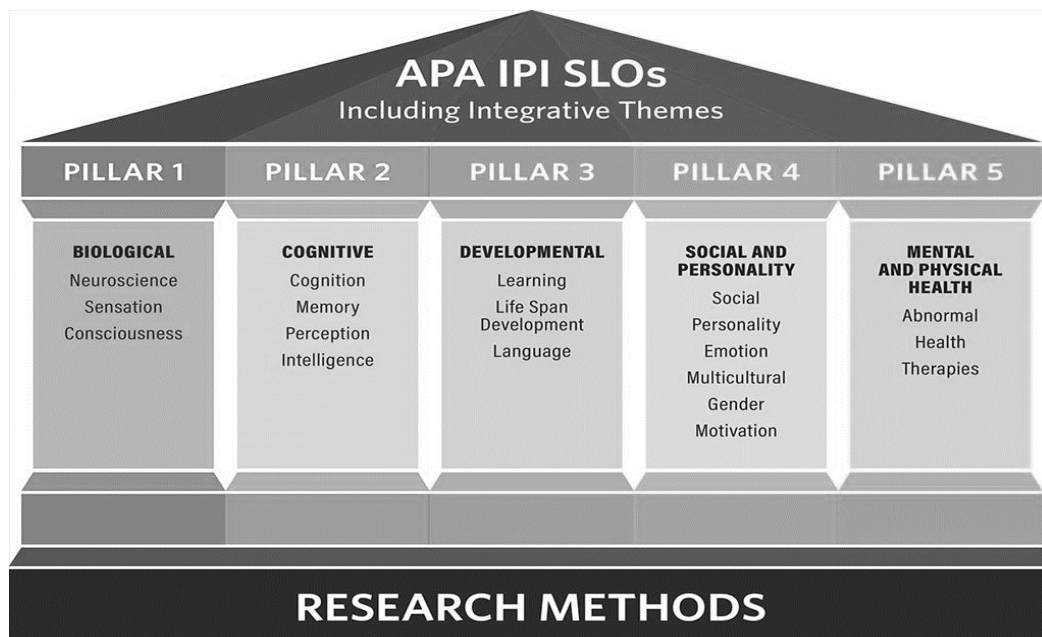 APA IPI SLOs
Including Integrative Themes
PILLAR 1
PILLAR 2
PILLAR 3
PILLAR 4
PILLAR 5
BIOLOGICAL
Neuroscience
Sensation
Consciousness
COGNITIVE
Cognition
Memory
Perception
Intelligence
DEVELOPMENTAL
Learning
Life Span
Development
Language
SOCIAL AND
PERSONALITY
Social
Personality
Emotion
Multicultural
Gender
Motivation
MENTAL
AND PHYSICAL
HEALTH
Abnormal
Health
Therapies
RESEARCH METHODS